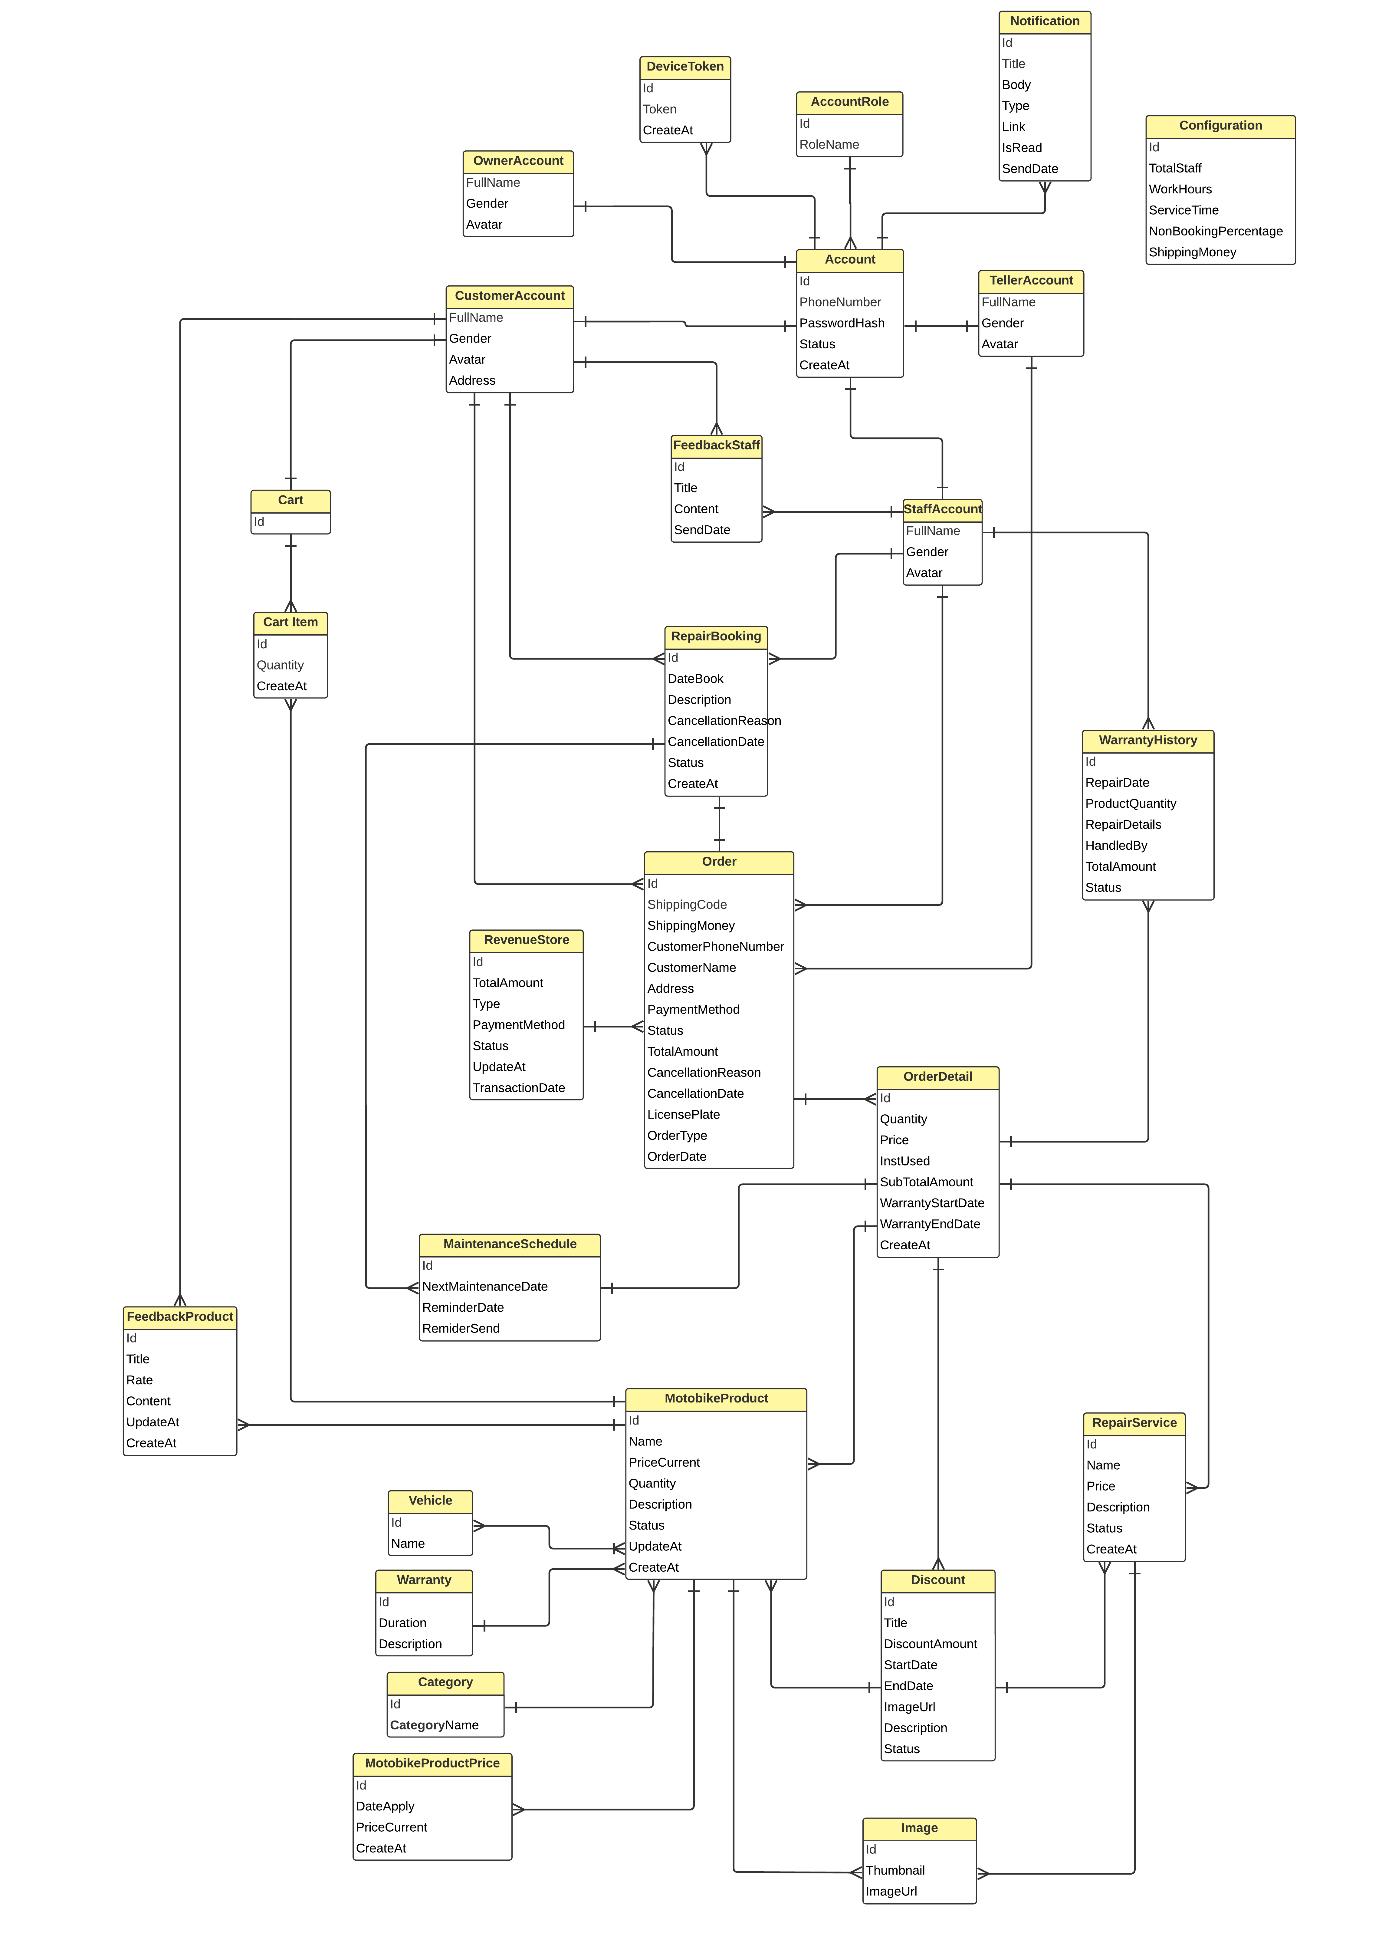 Notification
Id
Title
Body
Type
Link
IsRead
SendDate
DeviceToken
Id
Token
CreateAt
AccountRole
Id
RoleName
Configuration
Id
TotalStaff
WorkHours
ServiceTime
NonBookingPercentage
ShippingMoney
OwnerAccount
FullName
Gender
Avatar
Account
Id
PhoneNumber
PasswordHash
Status
CreateAt
TellerAccount
FullName
Gender
Avatar
CustomerAccount
FullName
Gender
Avatar
Address
FeedbackStaff
Id
Title
Content
SendDate
Cart
Id
StaffAccount
FullName
Gender
Avatar
Cart Item
Id
Quantity
CreateAt
RepairBooking
Id
DateBook
Description
CancellationReason
CancellationDate
Status
CreateAt
WarrantyHistory
Id
RepairDate
ProductQuantity
RepairDetails
HandledBy
TotalAmount
Status
Order
Id
ShippingCode
ShippingMoney
CustomerPhoneNumber
CustomerName
Address
PaymentMethod
Status
TotalAmount
CancellationReason
CancellationDate
LicensePlate
OrderType
OrderDate
RevenueStore
Id
TotalAmount
Type
PaymentMethod
Status
UpdateAt
TransactionDate
OrderDetail
Id
Quantity
Price
InstUsed
SubTotalAmount
WarrantyStartDate
WarrantyEndDate
CreateAt
MaintenanceSchedule
Id
NextMaintenanceDate
ReminderDate
RemiderSend
FeedbackProduct
Id
Title
Rate
Content
UpdateAt
CreateAt
MotobikeProduct
Id
Name
PriceCurrent
Quantity
Description
Status
UpdateAt
CreateAt
RepairService
Id
Name
Price
Description
Status
CreateAt
Vehicle
Id
Name
Warranty
Id
Duration
Description
Discount
Id
Title
DiscountAmount
StartDate
EndDate
ImageUrl
Description
Status
Category
Id
CategoryName
MotobikeProductPrice
Id
DateApply
PriceCurrent
CreateAt
Image
Id
Thumbnail
ImageUrl